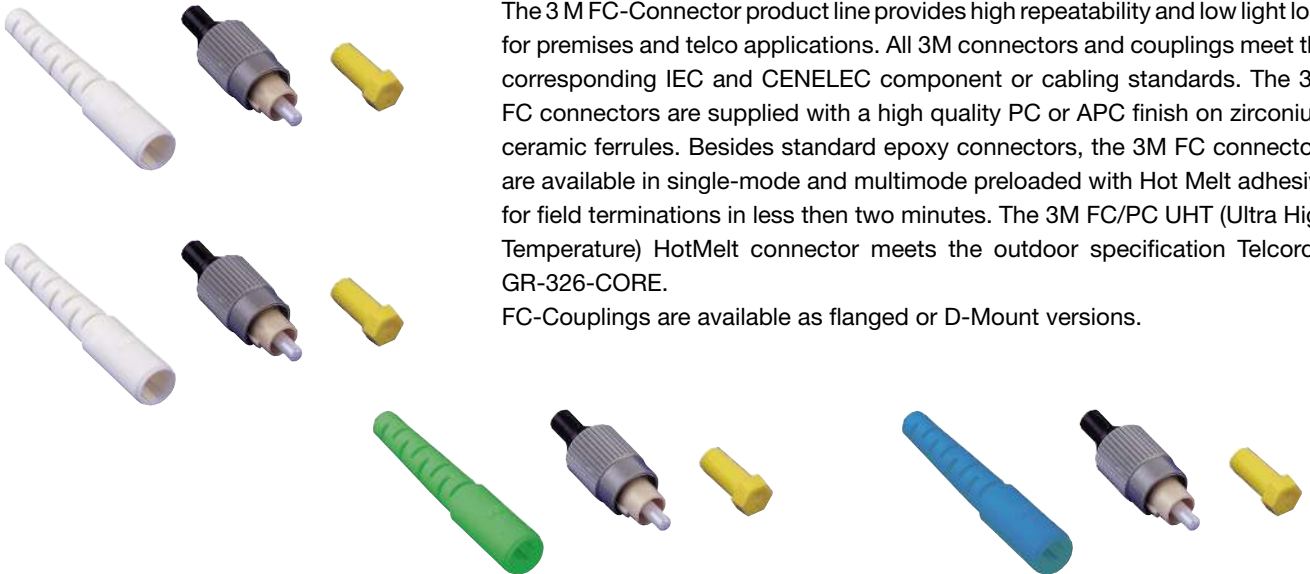 The 3 M FC-Connector product line provides high repeatability and low light lo
for premises and telco applications. All 3M connectors and couplings meet th
corresponding IEC and CENELEC component or cabling standards. The 3
FC connectors are supplied with a high quality PC or APC finish on zirconiu
ceramic ferrules. Besides standard epoxy connectors, the 3M FC connecto
are available in single-mode and multimode preloaded with Hot Melt adhesiv
for field terminations in less then two minutes. The 3M FC/PC UHT (Ultra Hig
Temperature) HotMelt connector meets the outdoor specification Telcord
GR-326-CORE.
FC-Couplings are available as flanged or D-Mount versions.